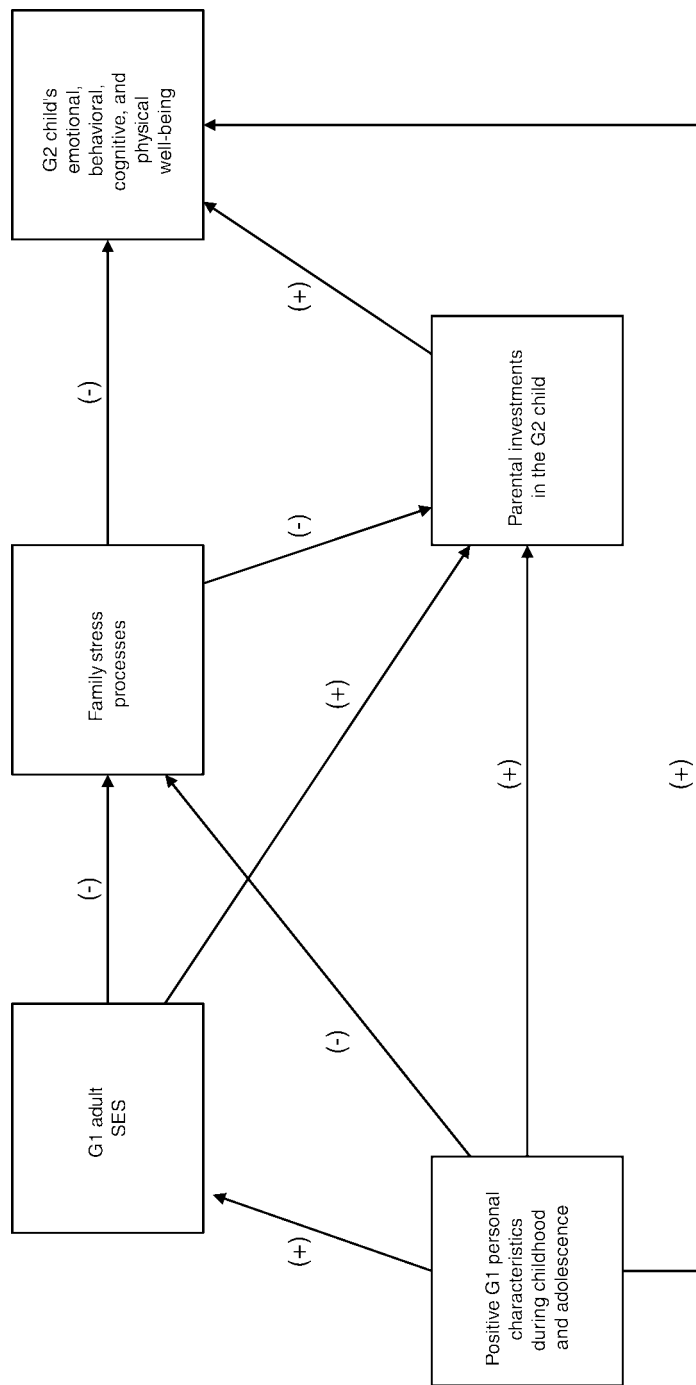 G1 adult
SES
(-)
Family stress
processes
(-)
G2 child's
emotional,
behavioral,
cognitive, and
physical
well-being
(+)
(-)
(+)
(-)
(+)
Positive G1 personal
characteristics
during childhood
and adolescence
(+)
Parental investments
in the G2 child
(+)